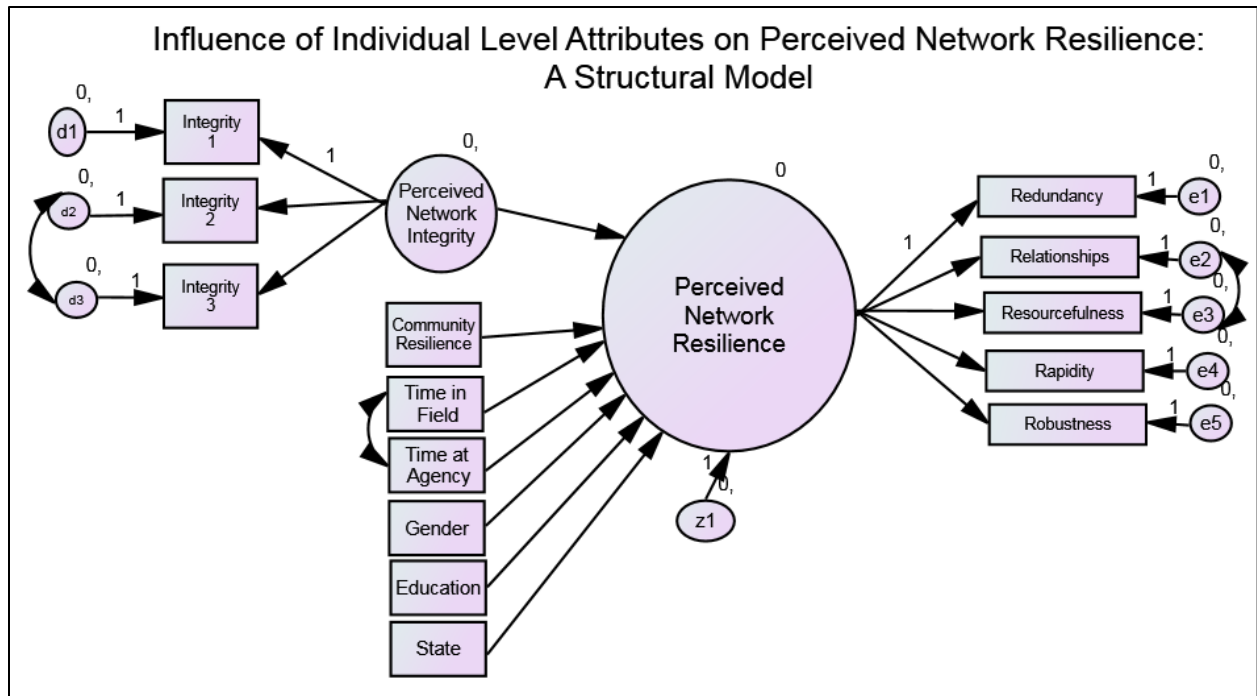 Influence of Individual Level Attributes on Perceived Network Resilience:
A Structural Model
0,
d1
1
Integrity
1
0,
d2
1
Integrity
2
0,
d3
1
Integrity
3
1
0,
Perceived
Network
Integrity
Community
Resilience
Time in
Field
Time at
Agency
Gender
Education
State
0
Perceived
Network
Resilience
1
0,
z1
1
Redundancy
1
0,
e1
Relationships
1
0,
e2
Resourcefulness
1
0,
e3
Rapidity
1
0,
e4
Robustness
1
0,
e5